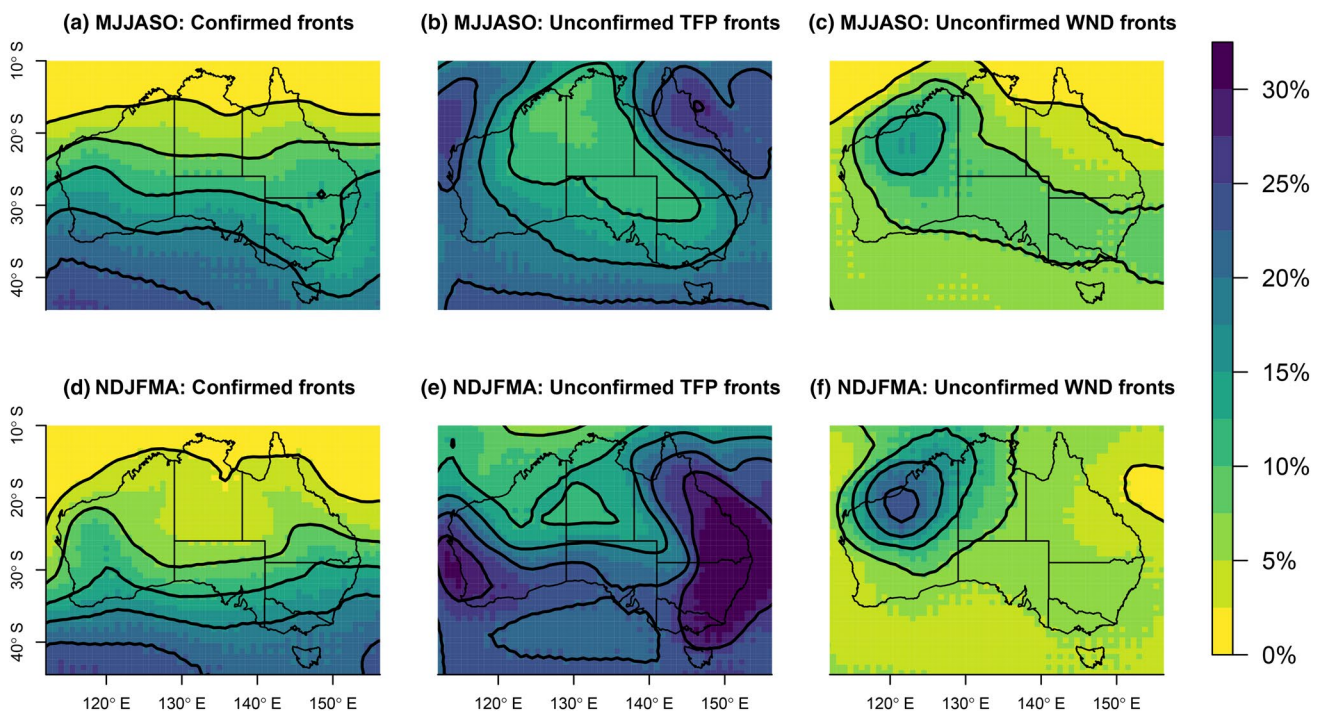 (a) MJJASO: Confirmed fronts
(b) MJJASO: Unconfirmed TFP fronts
(c) MJJASO: Unconfirmed WND fronts
10° S
20° S
30° S
40° S
30%
25%
20%
15%
10%
5%
0%
(d) NDJFMA: Confirmed fronts
(e) NDJFMA: Unconfirmed TFP fronts
(f) NDJFMA: Unconfirmed WND fronts
10° S
20° S
30° S
40° S
120° E 130° E 140° E 150° E
120° E 130° E 140° E 150° E
120° E 130° E 140° E 150° E